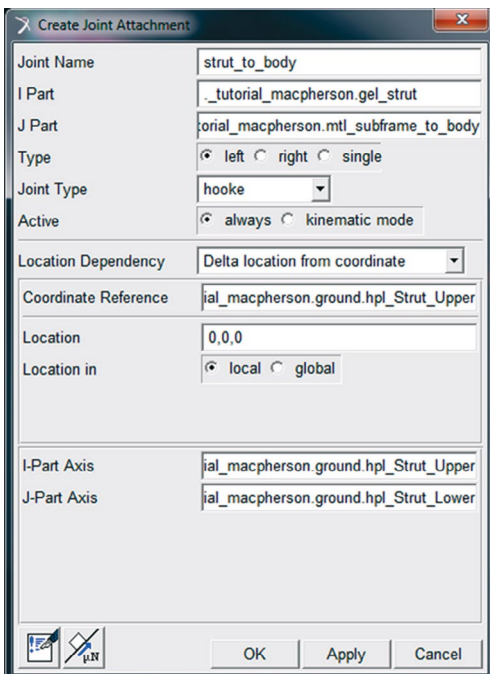 Create Joint Attachment
Joint Name strut_to_body
I Part ._tutorial_macpherson.gel_strut
J Part torial_macpherson.mtl_subframe_to_body
Type left right single
Joint Type hooke
Active always kinematic mode
Location Dependency Delta location from coordinate
Coordinate Reference ial_macpherson.ground.hpl_Strut_Upper
Location 0,0,0
Location in local global
I-Part Axis ial_macpherson.ground.hpl_Strut_Upper
J-Part Axis ial_macpherson.ground.hpl_Strut_Lower
μN OK Apply Cancel